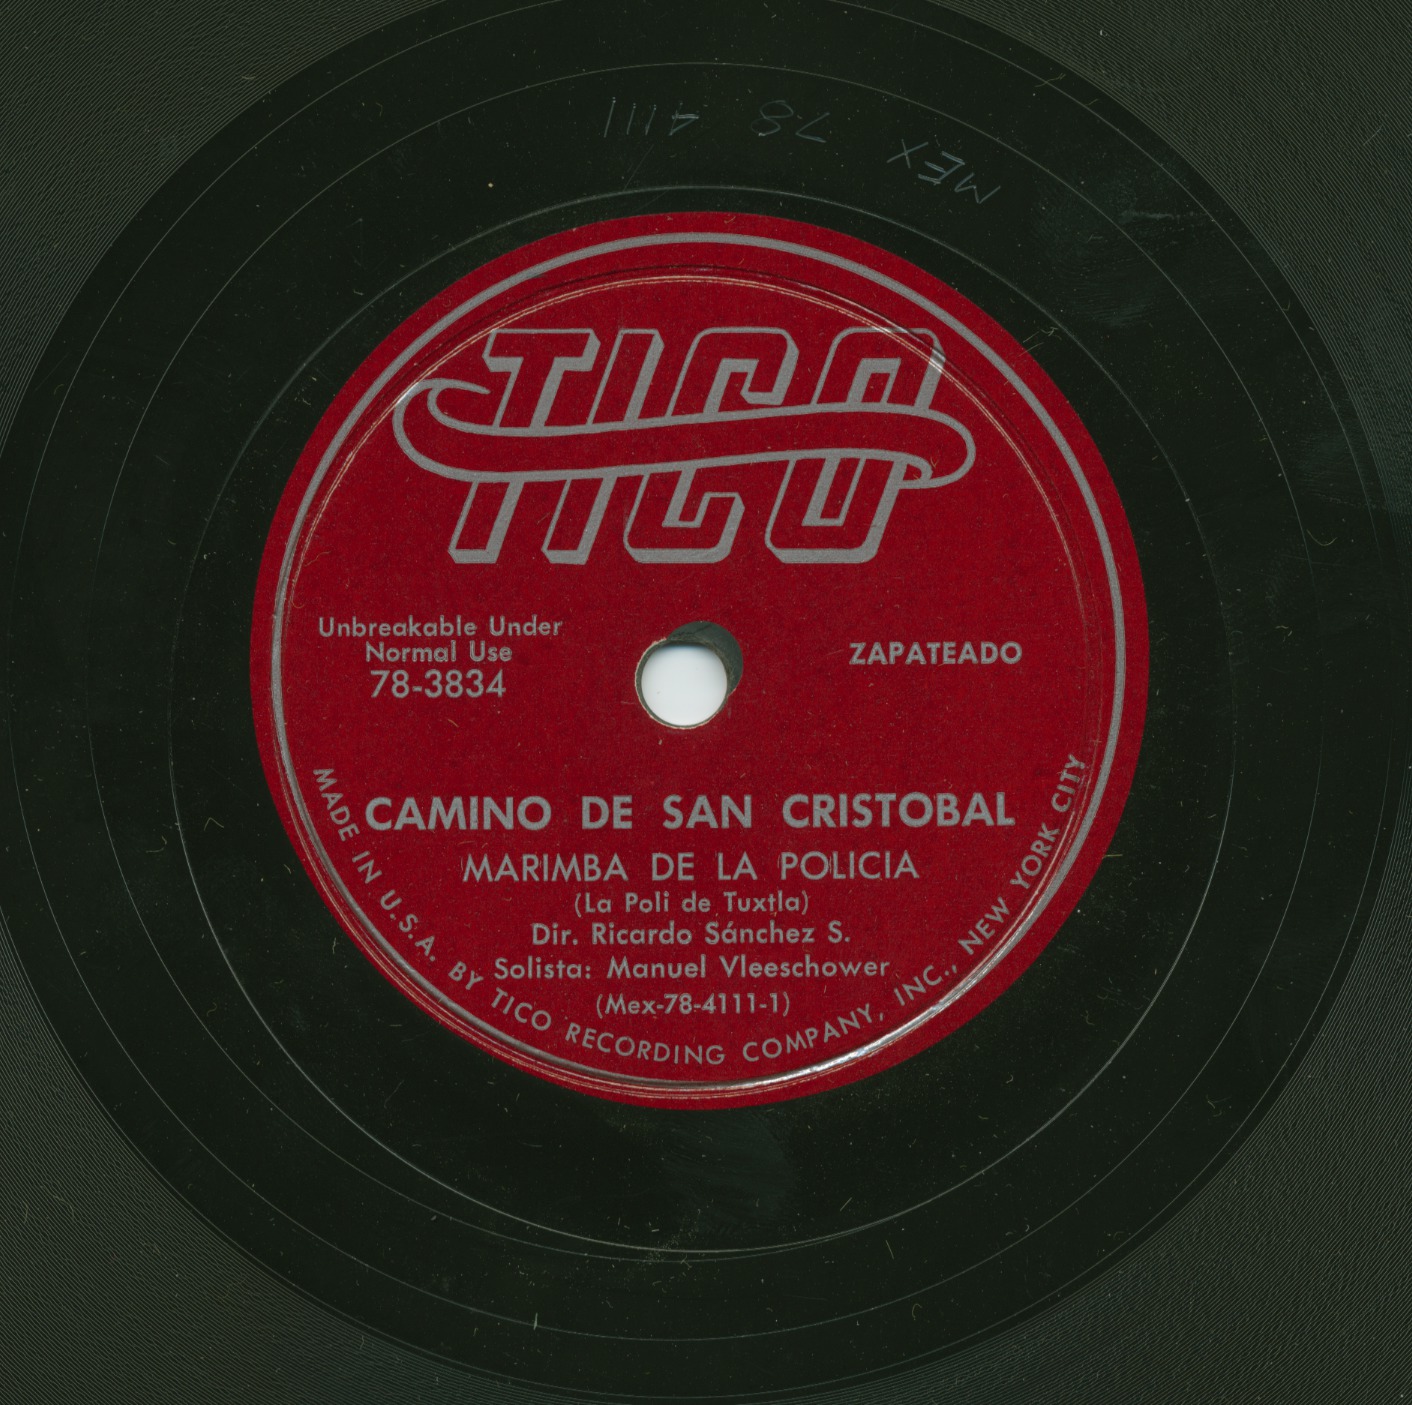 MEX 78 4111
TICO
Unbreakable Under
Normal Use
78-3834
ZAPATEADO
CAMINO DE SAN CRISTOBAL
MARIMBA DE LA POLICIA
(La Poli de Tuxtla)
Dir. Ricardo Sánchez S.
Solista: Manuel Vleeschower
(Mex-78-4111-1)
MADE IN U.S.A. BY TICO RECORDING COMPANY, INC., NEW YORK CITY